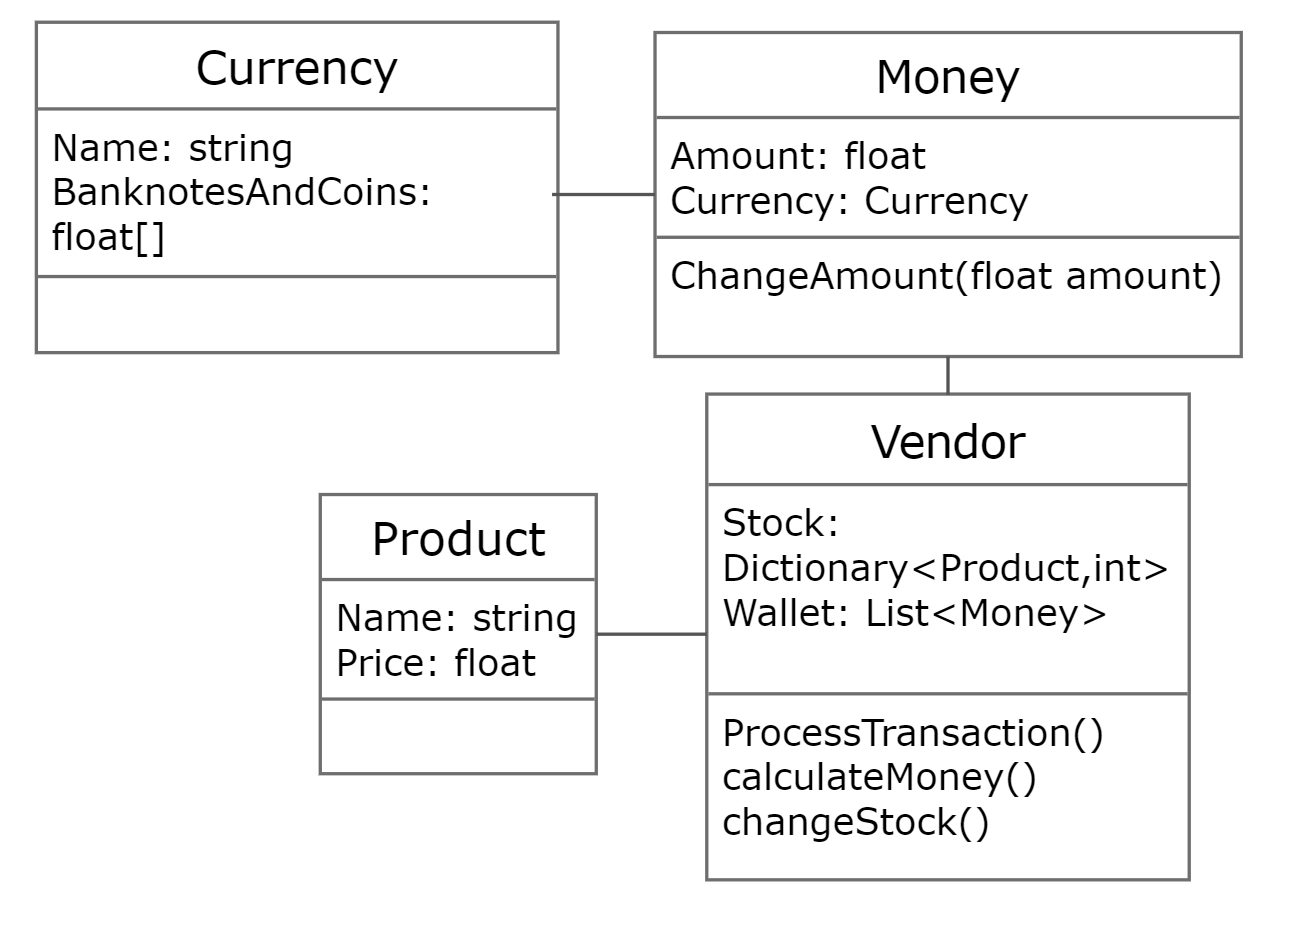 Currency
Name: string
BanknotesAndCoins:
float[]
Money
Amount: float
Currency: Currency
ChangeAmount(float amount)
Product
Name: string
Price: float
Vendor
Stock:
Dictionary<Product,int>
Wallet: List<Money>
ProcessTransaction()
calculateMoney()
changeStock()